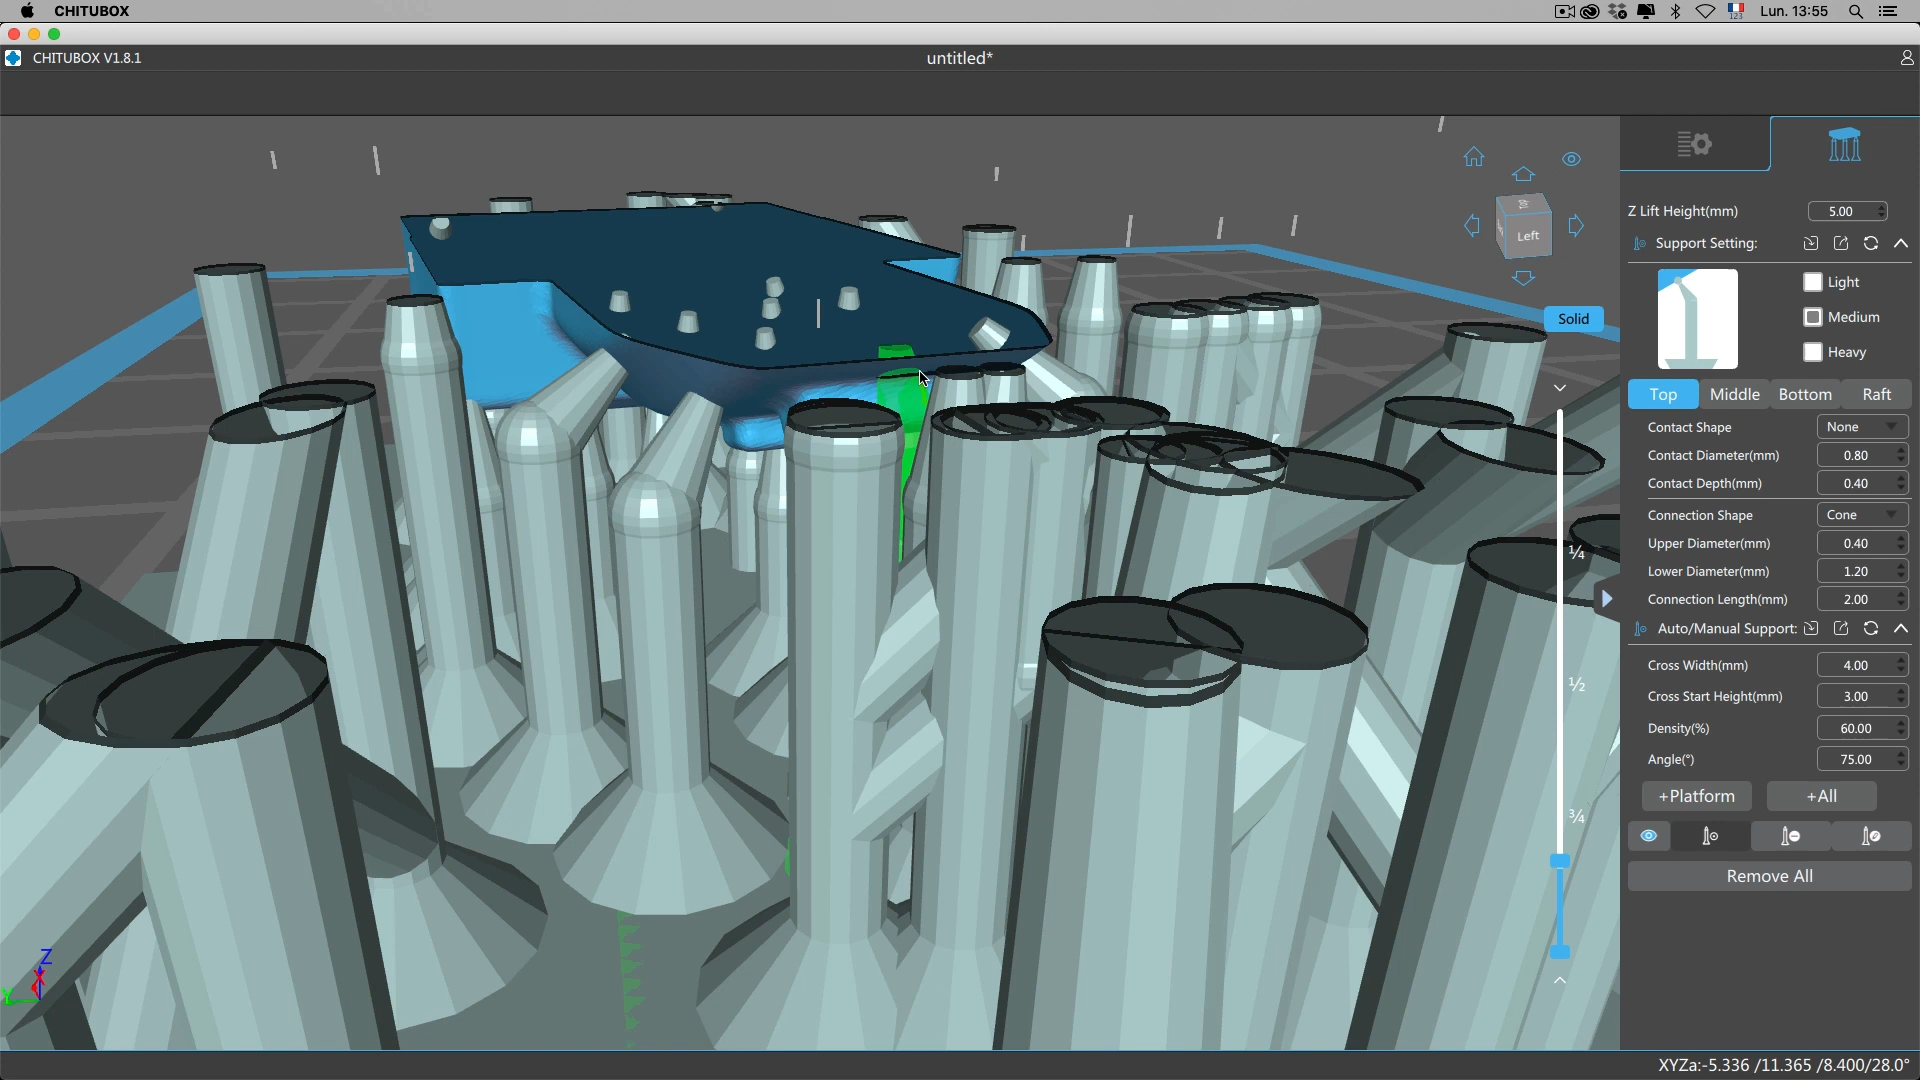 CHITUBOX
123
Lun. 13:55
CHITUBOX V1.8.1
untitled*
Z Lift Height(mm)
5.00
Support Setting:
Left
Light
Solid
Medium
Heavy
Top
Middle
Bottom
Raft
Contact Shape
None
Contact Diameter(mm)
0.80
Contact Depth(mm)
0.40
Connection Shape
Cone
Upper Diameter(mm)
0.40
¼
Lower Diameter(mm)
1.20
Connection Length(mm)
2.00
Auto/Manual Support:
Cross Width(mm)
4.00
½
Cross Start Height(mm)
3.00
Density(%)
60.00
Angle(°)
75.00
+Platform
+All
¾
Remove All
Z
X
Y
XYZa:-5.336 /11.365 /8.400/28.0°